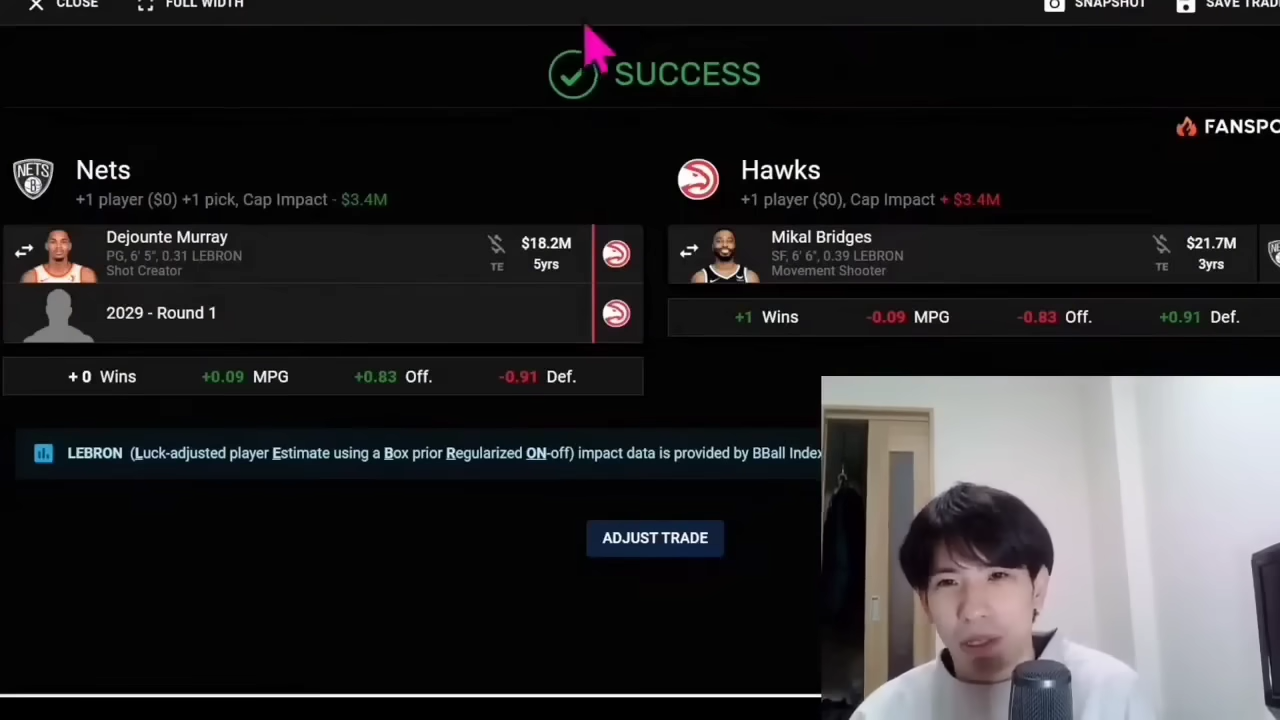 CLOSE
FULL WIDTH
SNAPSHOT
SUCCESS
Nets
+1 player ($0) +1 pick, Cap Impact - $3.4M
NETS
B
Dejounte Murray
PG, 6' 5", 0.31 LEBRON
Shot Creator
TE
$18.2M
5yrs
2029 - Round 1
+ 0 Wins
+0.09 MPG
+0.83 Off.
-0.91 Def.
Hawks
+1 player ($0), Cap Impact + $3.4M
Mikal Bridges
SF, 6' 6", 0.39 LEBRON
Movement Shooter
TE
$21.7M
3yrs
+1 Wins
-0.09 MPG
-0.83 Off.
+0.91 Def.
LEBRON (Luck-adjusted player Estimate using a Box prior Regularized ON-off) impact data is provided by BBall Index
ADJUST TRADE